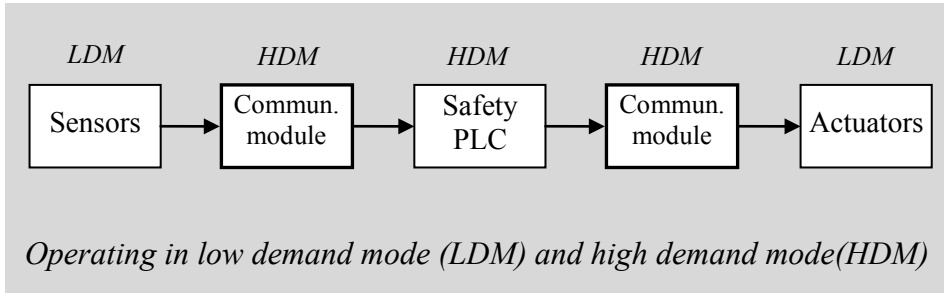 LDM HDM HDM HDM LDM
Sensors
Commun.
module
Safety
PLC
Commun.
module
Actuators
Operating in low demand mode (LDM) and high demand mode(HDM)